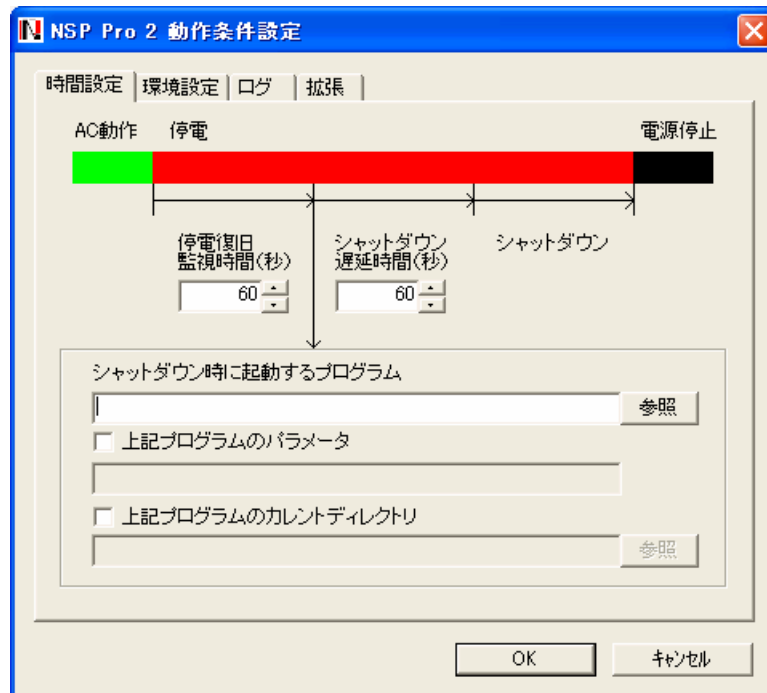 NSP Pro 2 動作条件設定
時間設定 環境設定 ログ 拡張
AC動作 停電 電源停止
停電復旧 シャットダウン シャットダウン
監視時間(秒) 遅延時間(秒)
60 60
シャットダウン時に起動するプログラム
参照
上記プログラムのパラメータ
上記プログラムのカレントディレクトリ
参照
OK キャンセル